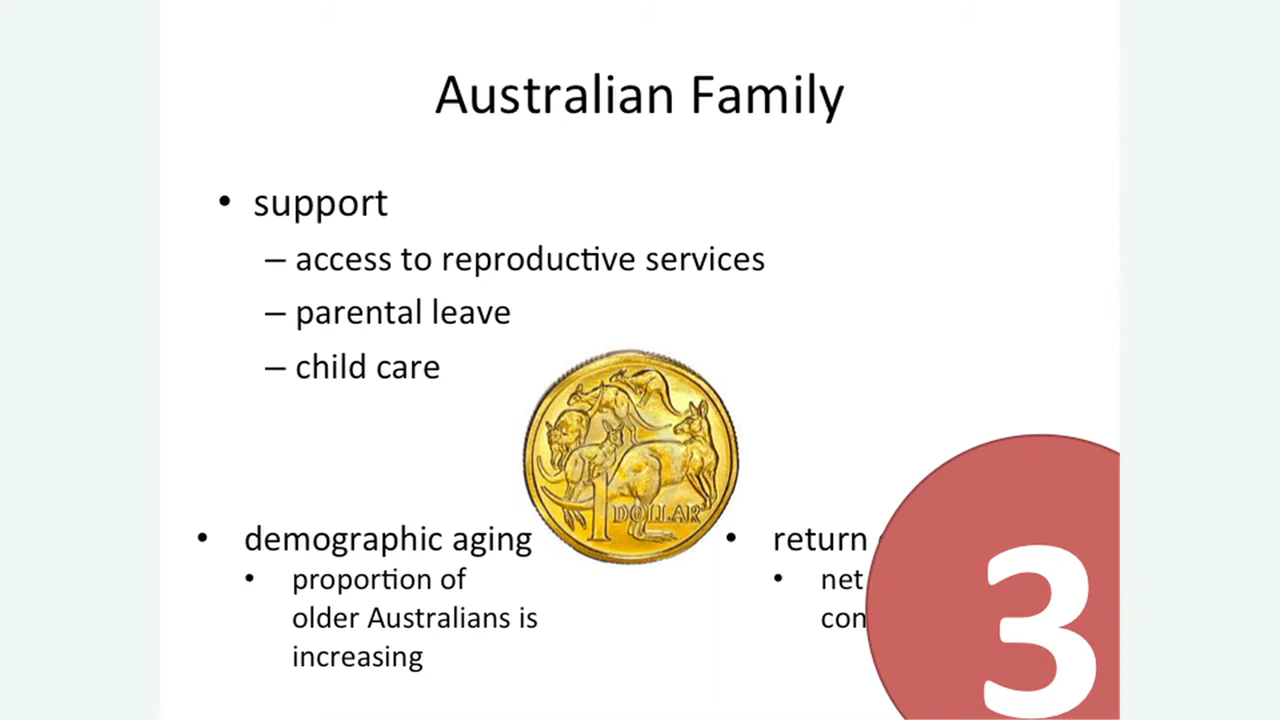 Australian Family
• support
– access to reproductive services
– parental leave
– child care
1 DOLLAR
• demographic aging
• proportion of
older Australians is
increasing
• return
• net
3